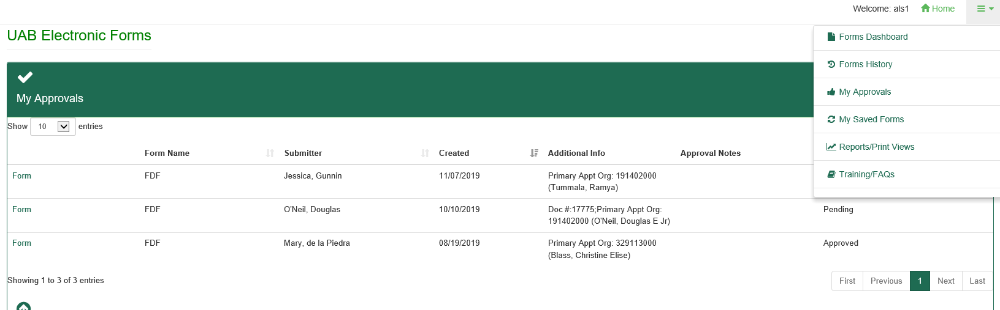 Welcome: als1 Home
UAB Electronic Forms
Forms Dashboard
Forms History
My Approvals
My Saved Forms
Reports/Print Views
Training/FAQs
My Approvals
Show 10 entries
Form Name Submitter Created Additional Info Approval Notes
Form FDF Jessica, Gunnin 11/07/2019 Primary Appt Org: 191402000
(Tummala, Ramya)
Form FDF O'Neil, Douglas 10/10/2019 Doc #:17775;Primary Appt Org: Pending
191402000 (O'Neil, Douglas E Jr)
Form FDF Mary, de la Piedra 08/19/2019 Primary Appt Org: 329113000 Approved
(Blass, Christine Elise)
Showing 1 to 3 of 3 entries First Previous 1 Next Last